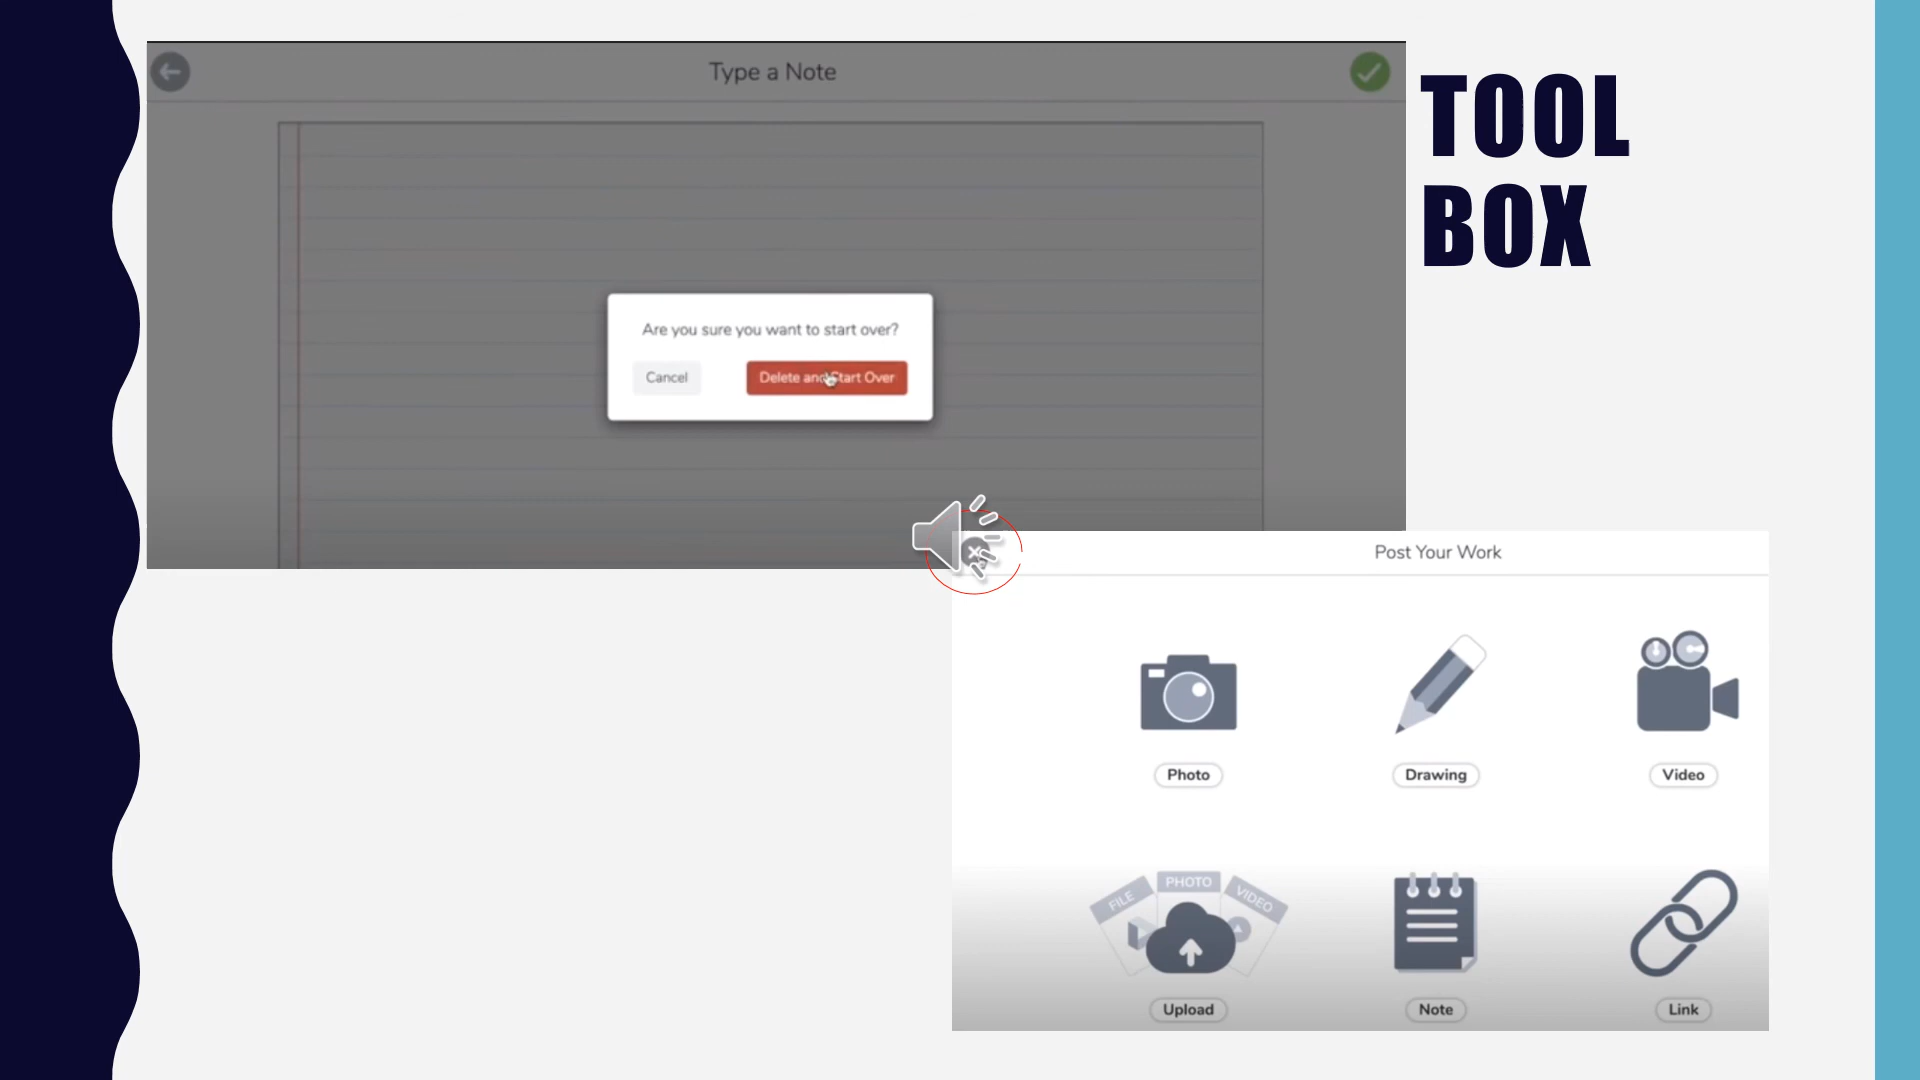 Type a Note
TOOL
BOX
Are you sure you want to start over?
Cancel
Delete and Start Over
Post Your Work
Photo
Drawing
Video
FILE
PHOTO
VIDEO
Upload
Note
Link